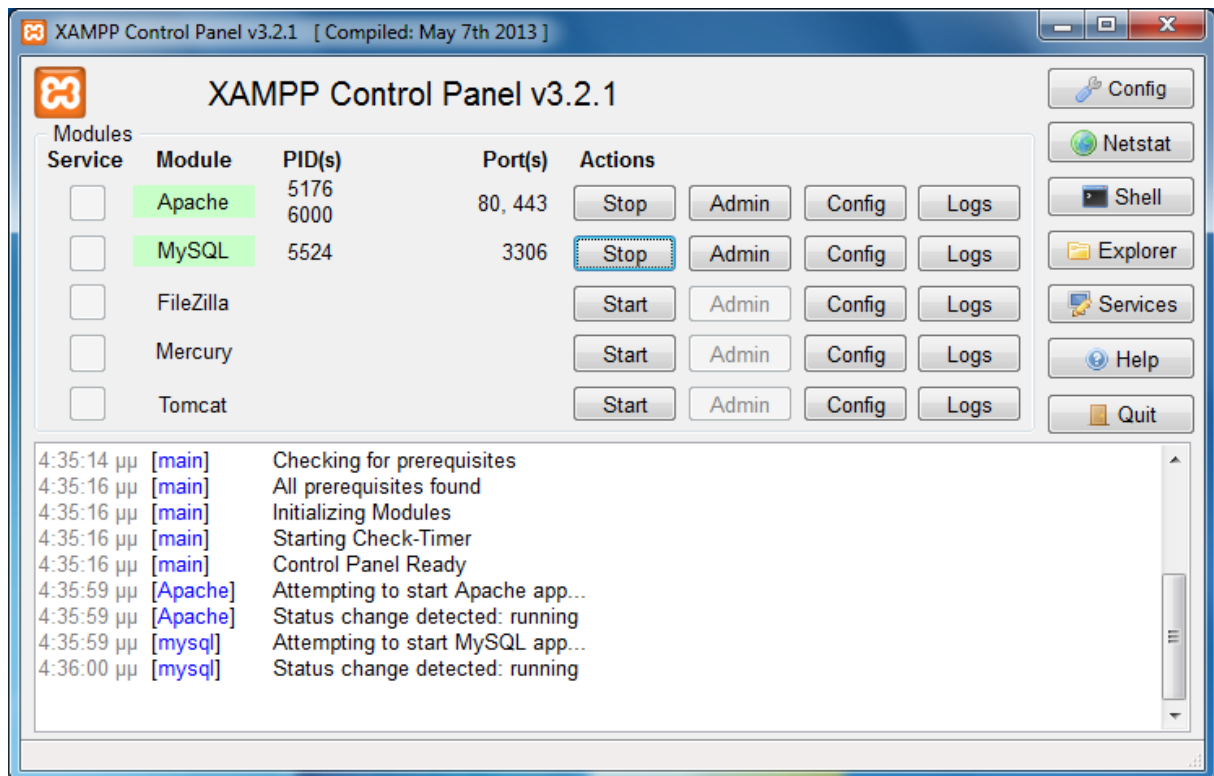 XAMPP Control Panel v3.2.1 [ Compiled: May 7th 2013 ]
XAMPP Control Panel v3.2.1
Config
Modules
Netstat
Service Module PID(s) Port(s) Actions
Apache 5176 6000 80, 443 Stop Admin Config Logs
Shell
MySQL 5524 3306 Stop Admin Config Logs
Explorer
FileZilla Start Admin Config Logs
Services
Mercury Start Admin Config Logs
Help
Tomcat Start Admin Config Logs
Quit
4:35:14 μμ [main] Checking for prerequisites
4:35:16 μμ [main] All prerequisites found
4:35:16 μμ [main] Initializing Modules
4:35:16 μμ [main] Starting Check-Timer
4:35:16 μμ [main] Control Panel Ready
4:35:59 μμ [Apache] Attempting to start Apache app...
4:35:59 μμ [Apache] Status change detected: running
4:35:59 μμ [mysql] Attempting to start MySQL app...
4:36:00 μμ [mysql] Status change detected: running